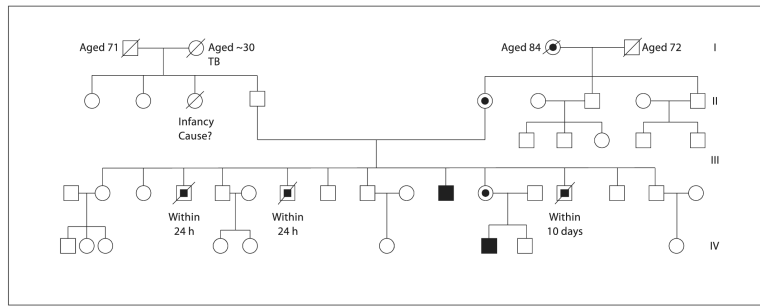 Aged 71
Aged ~30
TB
Aged 84
Aged 72
I
Infancy
Cause?
II
III
Within
24 h
Within
24 h
Within
10 days
IV